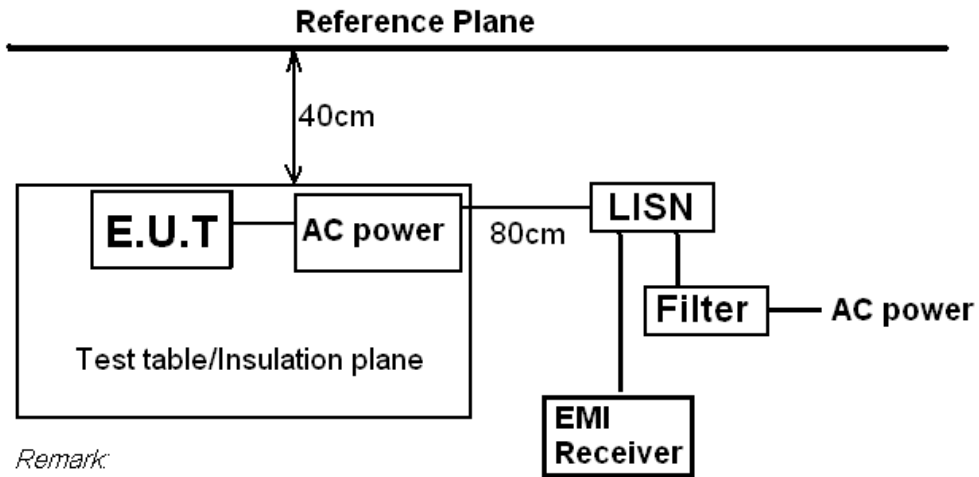 Reference Plane
40cm
E.U.T
AC power
80cm
LISN
Filter
AC power
Test table/Insulation plane
EMI
Receiver
Remark: